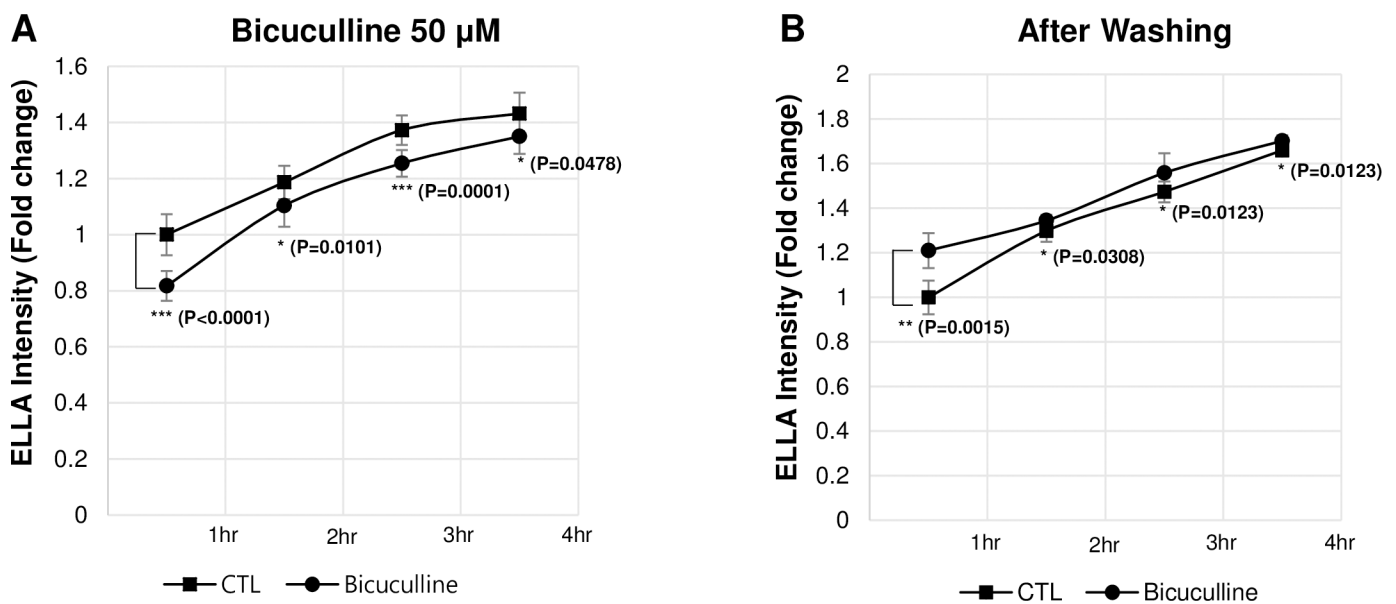 A
Bicuculline 50 µM
ELLA Intensity (Fold change)
1.6
1.4
1.2
1
0.8
0.6
0.4
0.2
0
*** (P<0.0001)
* (P=0.0101)
*** (P=0.0001)
* (P=0.0478)
1hr
2hr
3hr
4hr
CTL
Bicuculline
B
After Washing
ELLA Intensity (Fold change)
2
1.8
1.6
1.4
1.2
1
0.8
0.6
0.4
0.2
0
** (P=0.0015)
* (P=0.0308)
* (P=0.0123)
* (P=0.0123)
1hr
2hr
3hr
4hr
CTL
Bicuculline